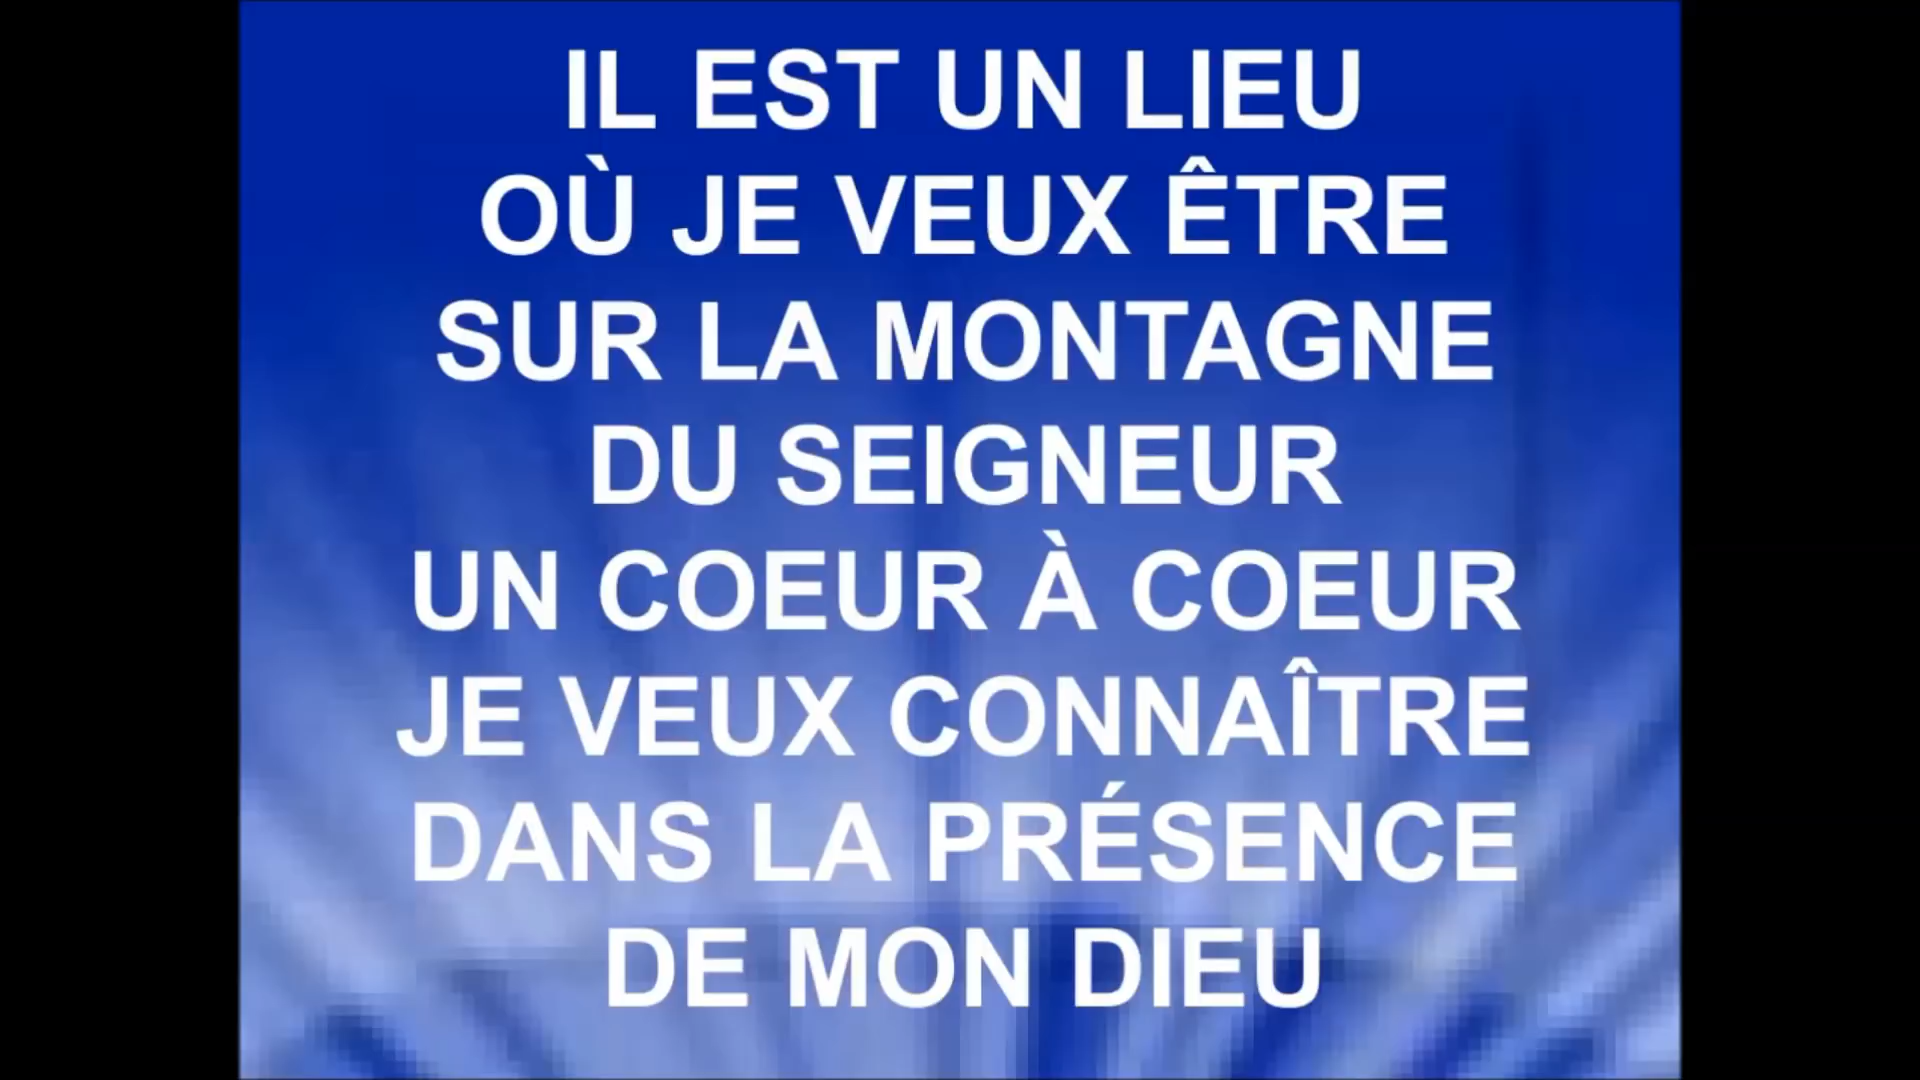 IL EST UN LIEU
OÙ JE VEUX ÊTRE
SUR LA MONTAGNE
DU SEIGNEUR
UN COEUR À COEUR
JE VEUX CONNAÎTRE
DANS LA PRÉSENCE
DE MON DIEU